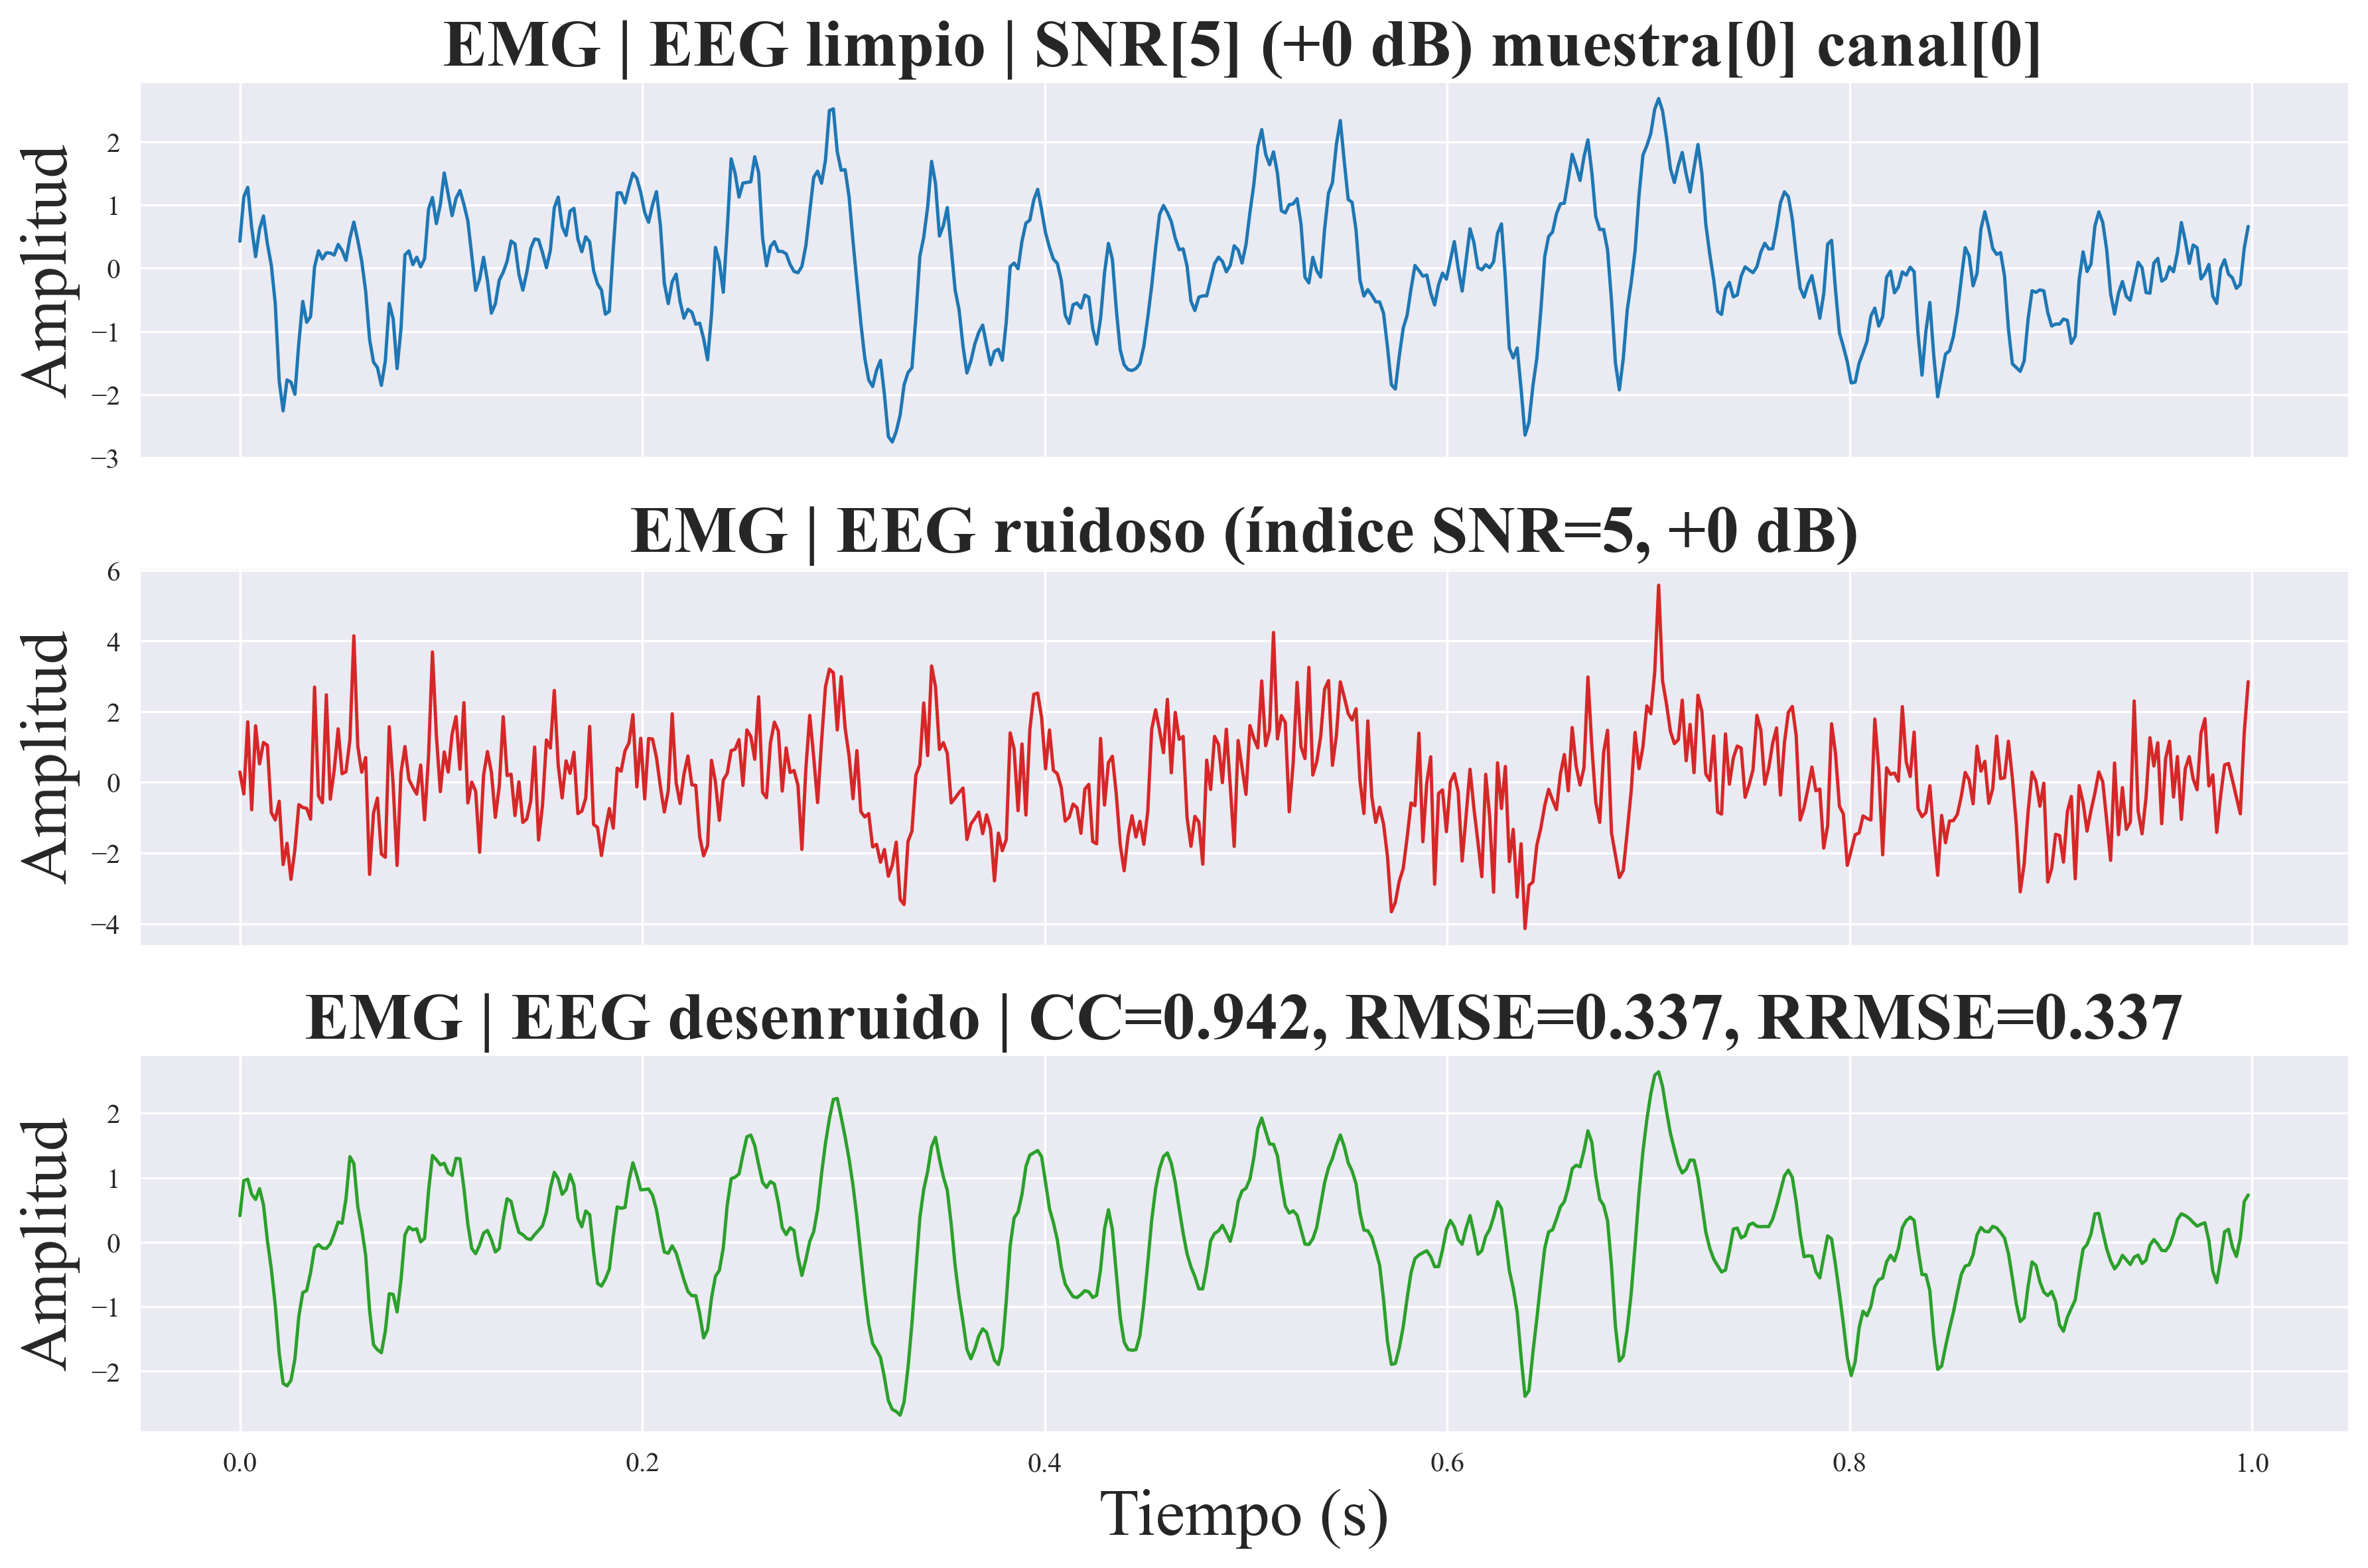 EMG | EEG limpio | SNR[5] (+0 dB) muestra[0] canal[0]
Amplitud
2
1
0
−1
−2
−3
EMG | EEG ruidoso (índice SNR=5, +0 dB)
Amplitud
6
4
2
0
−2
−4
EMG | EEG desenruido | CC=0.942, RMSE=0.337, RRMSE=0.337
Amplitud
2
1
0
−1
−2
0.0 0.2 0.4 0.6 0.8 1.0
Tiempo (s)